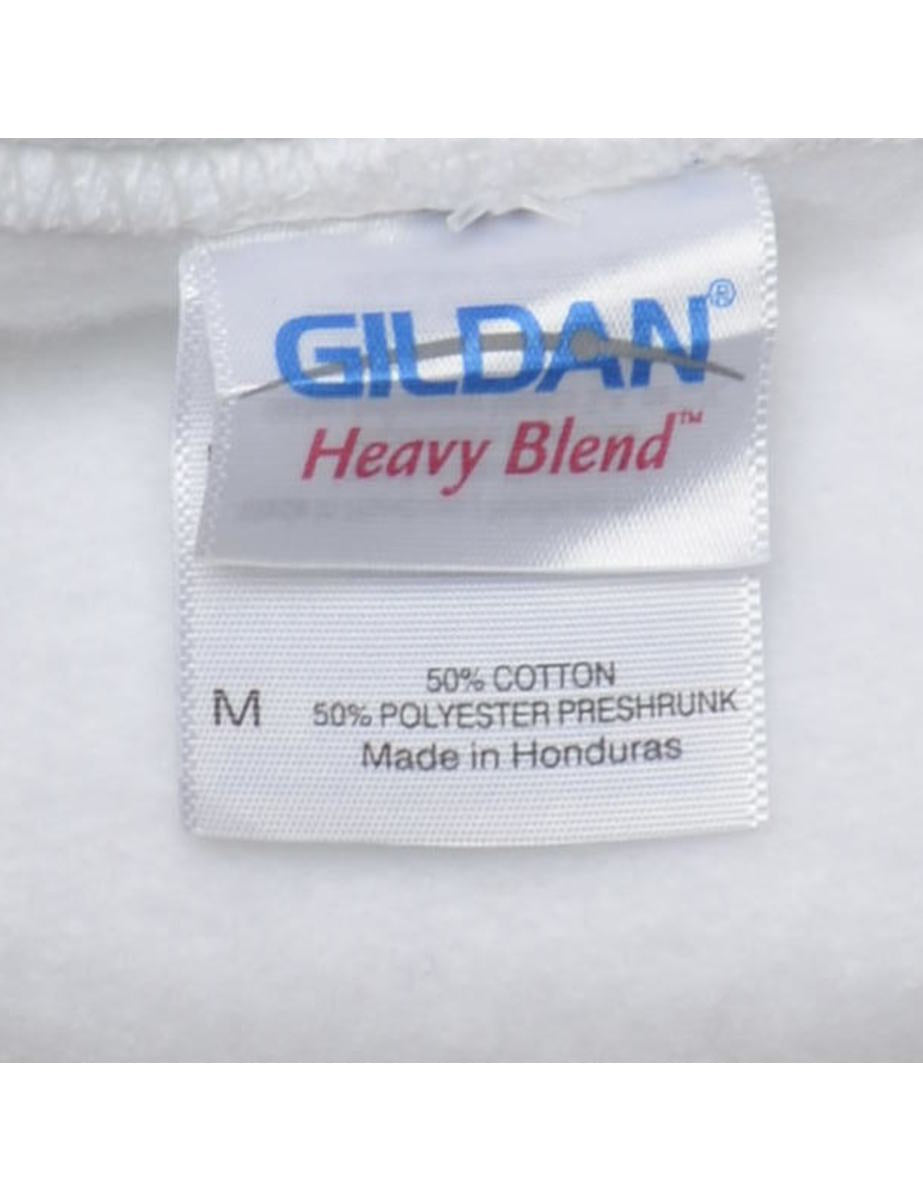 GILDAN®
Heavy Blend™
50% COTTON
M 50% POLYESTER PRESHRUNK
Made in Honduras